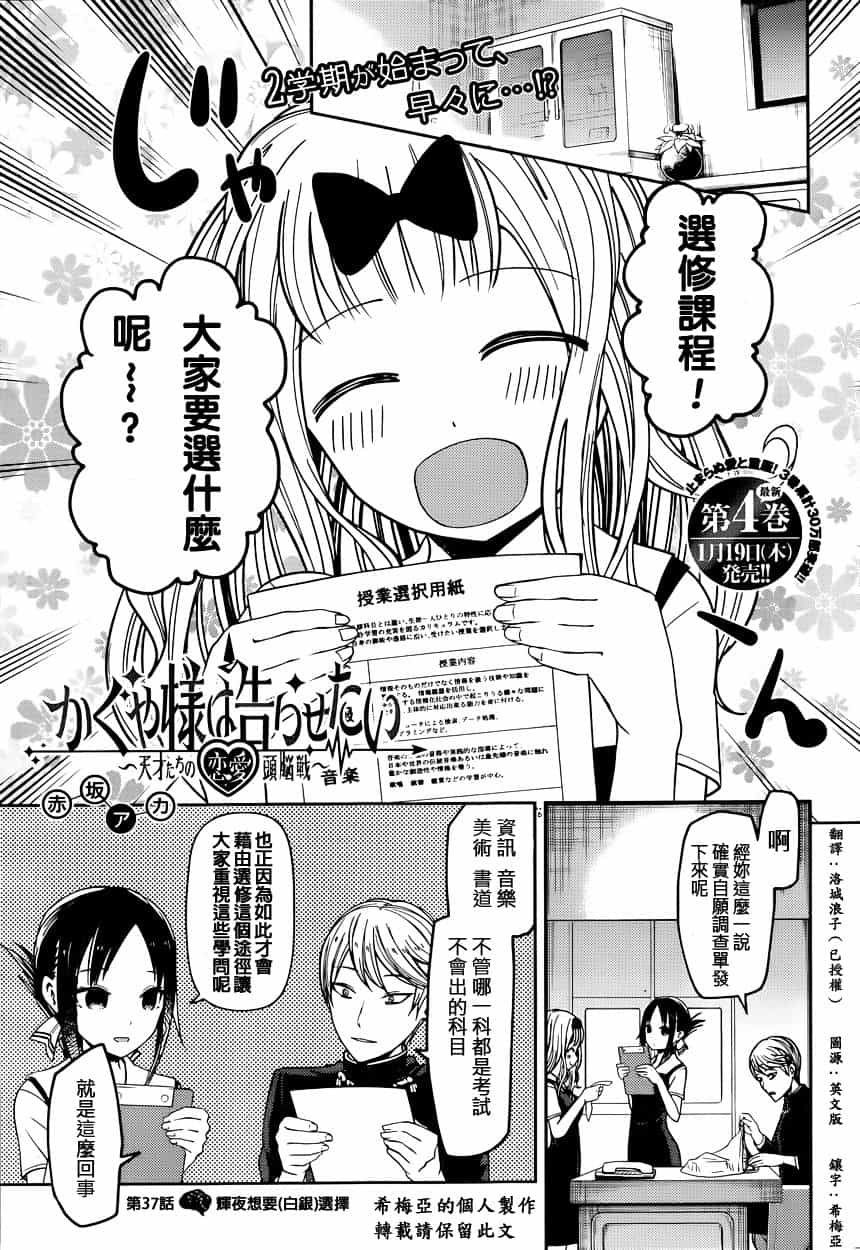 2学期が始まって、
早々に…!?
じゃ
選修課程！
大家要選什麼
呢~~？
最新
第4巻
1月19日(木)
発売!!
じゃーん
授業選択用紙
授業内容
音楽
かぐや様は告らせたい
〜天才たちの恋愛頭脳戦〜
赤坂アカ
啊
經妳這麼一說
確實自願調查單發
下來呢
資訊 音樂
美術 書道
不管哪一科都是考試
不會出的科目
也正因為如此才會
藉由選修這個途徑讓
大家重視這些學問呢
就是這麼回事
第37話 輝夜想要(白銀)選擇
希梅亞的個人製作
轉載請保留此文
翻譯：洛城浪子(已授權) 圖源：英文版 鑲字：希梅亞